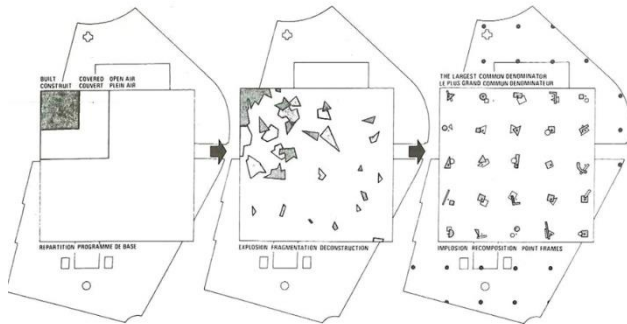 BUILT COVERED OPEN AIR
CONSTRUIT COUVERT PLEIN AIR
REPARTITION PROGRAMME DE BASE
EXPLOSION FRAGMENTATION DECONSTRUCTION
THE LARGEST COMMUN DENOMINATOR
LE PLUS GRAND COMMUN DENOMINATEUR
IMPLOSION RECOMPOSITION POINT FRAMES